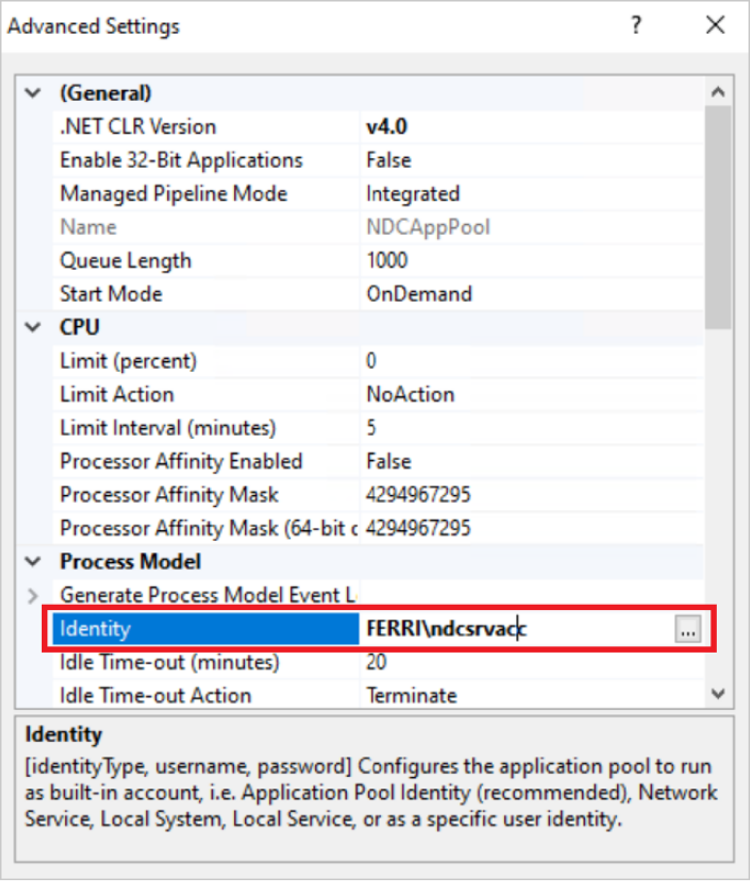 Advanced Settings ?
(General)
.NET CLR Version v4.0
Enable 32-Bit Applications False
Managed Pipeline Mode Integrated
Name NDCAppPool
Queue Length 1000
Start Mode OnDemand
CPU
Limit (percent) 0
Limit Action NoAction
Limit Interval (minutes) 5
Processor Affinity Enabled False
Processor Affinity Mask 4294967295
Processor Affinity Mask (64-bit c 4294967295
Process Model
Generate Process Model Event L
Identity FERRI\ndcsrvacc ...
Idle Time-out (minutes) 20
Idle Time-out Action Terminate
Identity
[identityType, username, password] Configures the application pool to run
as built-in account, i.e. Application Pool Identity (recommended), Network
Service, Local System, Local Service, or as a specific user identity.